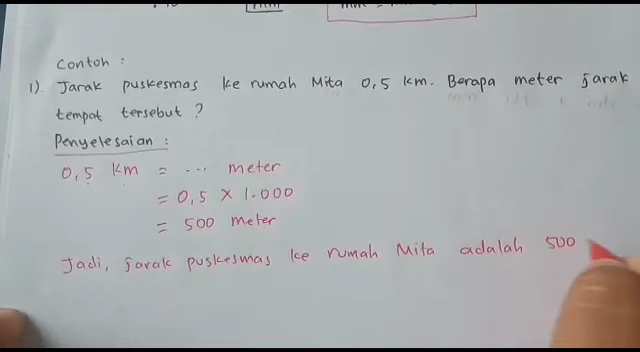 Contoh :
1). Jarak puskesmas ke rumah Mita 0,5 km. Berapa meter jarak
tempat tersebut ?
Penyelesaian :
0,5 km = ... meter
= 0,5 x 1.000
= 500 meter
Jadi, jarak puskesmas ke rumah Mita adalah 500